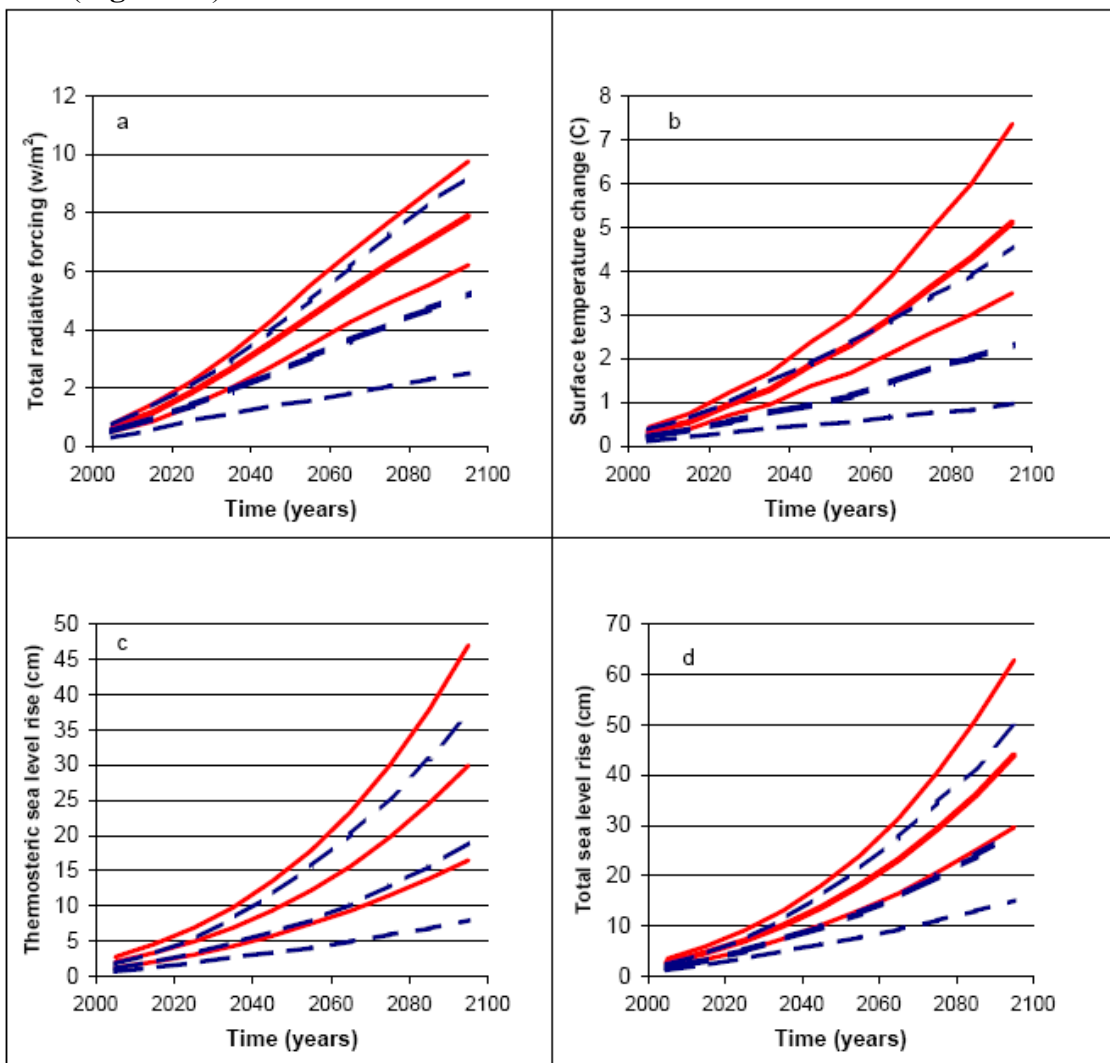 a
Total radiative forcing (w/m²)
12
10
8
6
4
2
0
2000 2020 2040 2060 2080 2100
Time (years)
b
Surface temperature change (C)
8
7
6
5
4
3
2
1
0
2000 2020 2040 2060 2080 2100
Time (years)
c
Thermosteric sea level rise (cm)
50
45
40
35
30
25
20
15
10
5
0
2000 2020 2040 2060 2080 2100
Time (years)
d
Total sea level rise (cm)
70
60
50
40
30
20
10
0
2000 2020 2040 2060 2080 2100
Time (years)